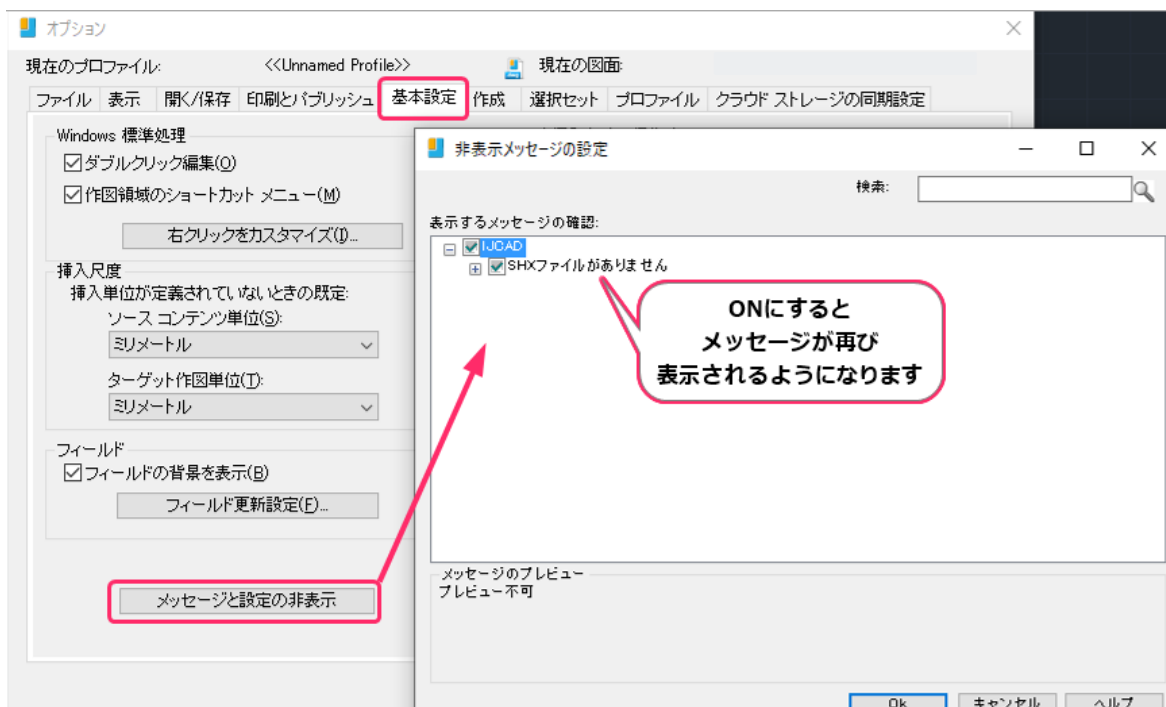 オプション
現在のプロファイル: <<Unnamed Profile>> 現在の図面:
ファイル 表示 開く/保存 印刷とパブリッシュ 基本設定 作成 選択セット プロファイル クラウド ストレージの同期設定
Windows 標準処理
ダブルクリック編集(O)
作図領域のショートカット メニュー(M)
右クリックをカスタマイズ(I)...
挿入尺度
挿入単位が定義されていないときの既定:
ソース コンテンツ単位(S):
ミリメートル
ターゲット作図単位(T):
ミリメートル
フィールド
フィールドの背景を表示(B)
フィールド更新設定(F)...
メッセージと設定の非表示
非表示メッセージの設定
検索:
表示するメッセージの確認:
IJCAD
SHXファイルがありません
ONにすると
メッセージが再び
表示されるようになります
メッセージのプレビュー
プレビュー不可
Ok キャンセル ヘルプ